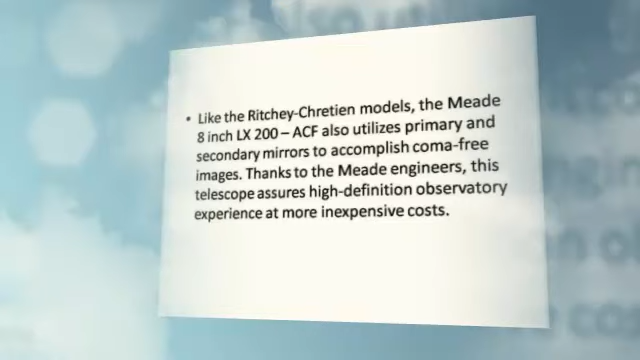 • Like the Ritchey-Chretien models, the Meade
8 inch LX 200 – ACF also utilizes primary and
secondary mirrors to accomplish coma-free
images. Thanks to the Meade engineers, this
telescope assures high-definition observatory
experience at more inexpensive costs.